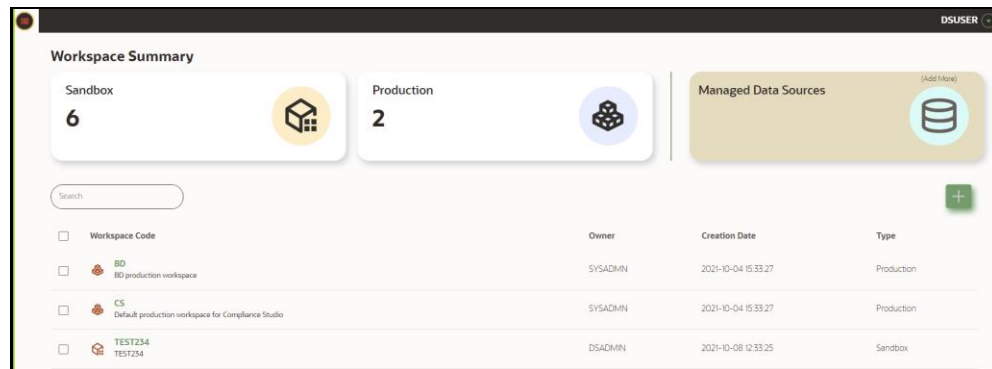 DSUSER
Workspace Summary
Sandbox
6
Production
2
(Add More)
Managed Data Sources
Search
Workspace Code Owner Creation Date Type
BD
BD production workspace
SYSADMN 2021-10-04 15:33:27 Production
CS
Default production workspace for Compliance Studio
SYSADMN 2021-10-04 15:33:27 Production
TEST234
TEST234
DSADMIN 2021-10-08 12:33:25 Sandbox